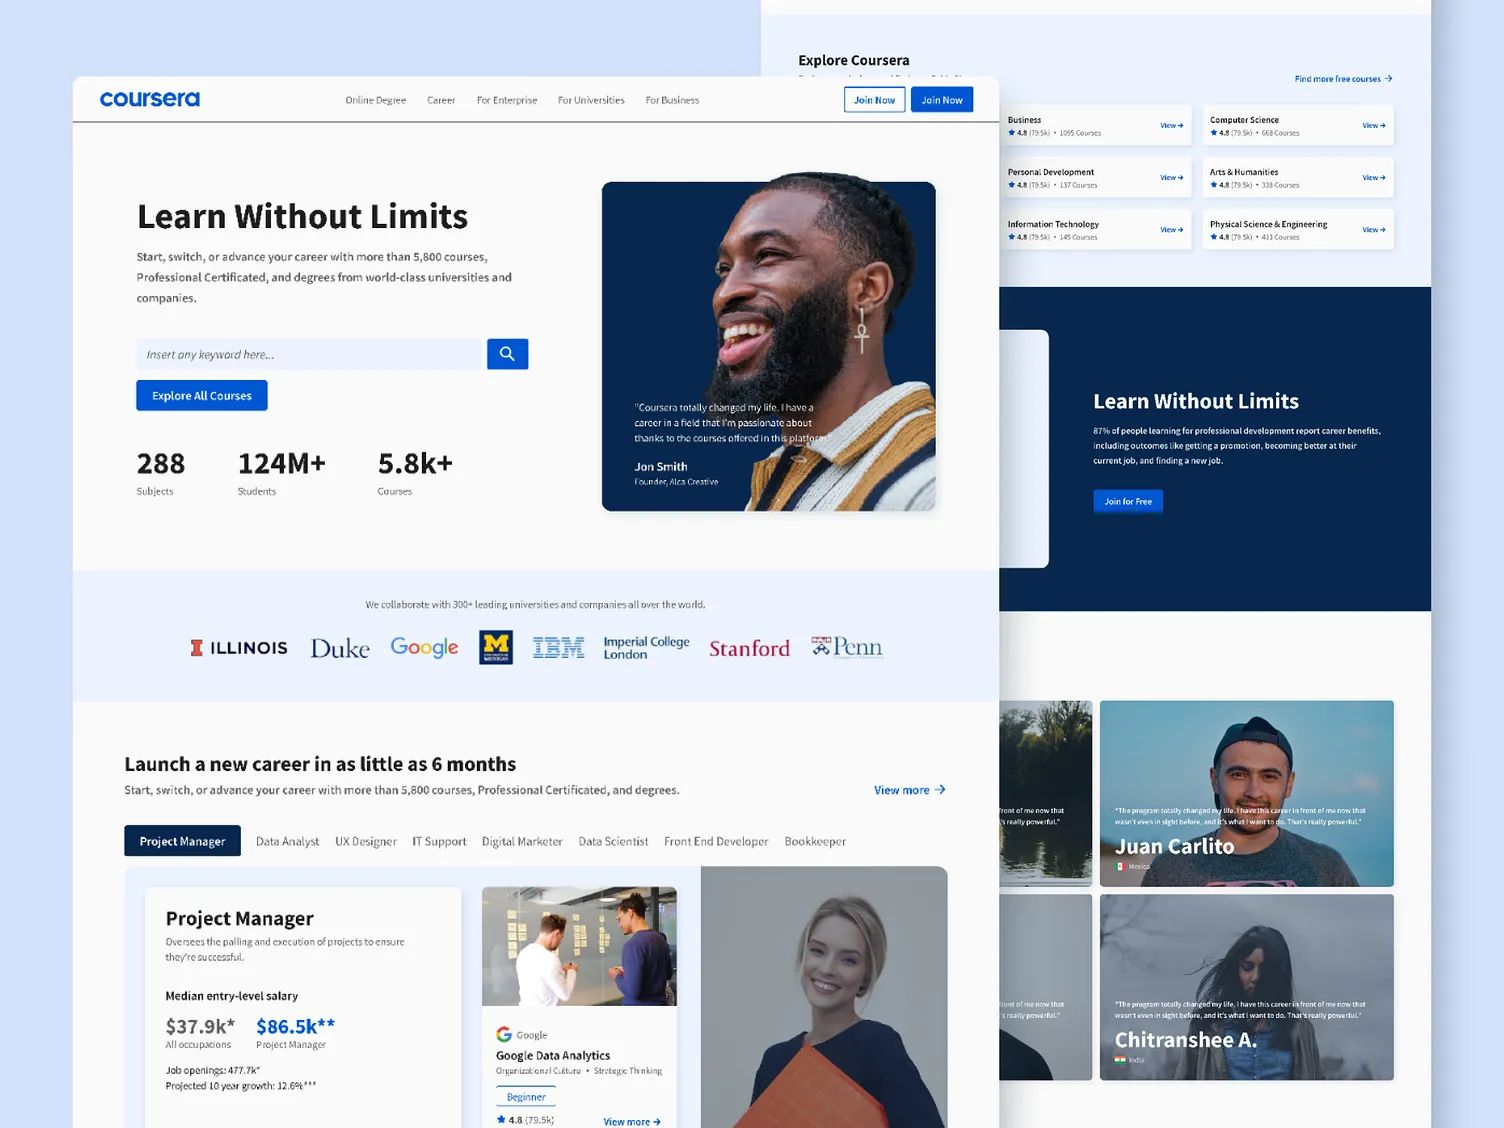 coursera
Online Degree
Career
For Enterprise
For Universities
For Business
Join Now
Join Now
Learn Without Limits
Start, switch, or advance your career with more than 5,800 courses,
Professional Certificated, and degrees from world-class universities and
companies.
Insert any keyword here...
Explore All Courses
288
Subjects
124M+
Students
5.8k+
Courses
"Coursera totally changed my life. I have a
career in a field that I'm passionate about
thanks to the courses offered in this platform."
Jon Smith
Founder, Alca Creative
We collaborate with 300+ leading universities and companies all over the world.
ILLINOIS
Duke
Google
M
MICHIGAN
IBM
Imperial College
London
Stanford
Penn
Launch a new career in as little as 6 months
Start, switch, or advance your career with more than 5,800 courses, Professional Certificated, and degrees.
View more →
Project Manager
Data Analyst
UX Designer
IT Support
Digital Marketer
Data Scientist
Front End Developer
Bookkeeper
Project Manager
Oversees the palling and execution of projects to ensure
they're successful.
Median entry-level salary
$37.9k*
All occupations
$86.5k**
Project Manager
Job openings: 477.7k*
Projected 10 year growth: 12.6%***
Google
Google Data Analytics
Organizational Culture • Strategic Thinking
Beginner
4.8 (79.5k)
View more →
Explore Coursera
Find more free courses →
Business
4.8 (79.5k) • 1095 Courses
View →
Computer Science
4.8 (79.5k) • 668 Courses
View →
Personal Development
4.8 (79.5k) • 137 Courses
View →
Arts & Humanities
4.8 (79.5k) • 338 Courses
View →
Information Technology
4.8 (79.5k) • 145 Courses
View →
Physical Science & Engineering
4.8 (79.5k) • 413 Courses
View →
Learn Without Limits
87% of people learning for professional development report career benefits,
including outcomes like getting a promotion, becoming better at their
current job, and finding a new job.
Join for Free
front of me now that
's really powerful."
"The program totally changed my life. I have this career in front of me now that
wasn't even in sight before, and it's what I want to do. That's really powerful."
Juan Carlito
Mexico
front of me now that
's really powerful."
"The program totally changed my life. I have this career in front of me now that
wasn't even in sight before, and it's what I want to do. That's really powerful."
Chitranshee A.
India